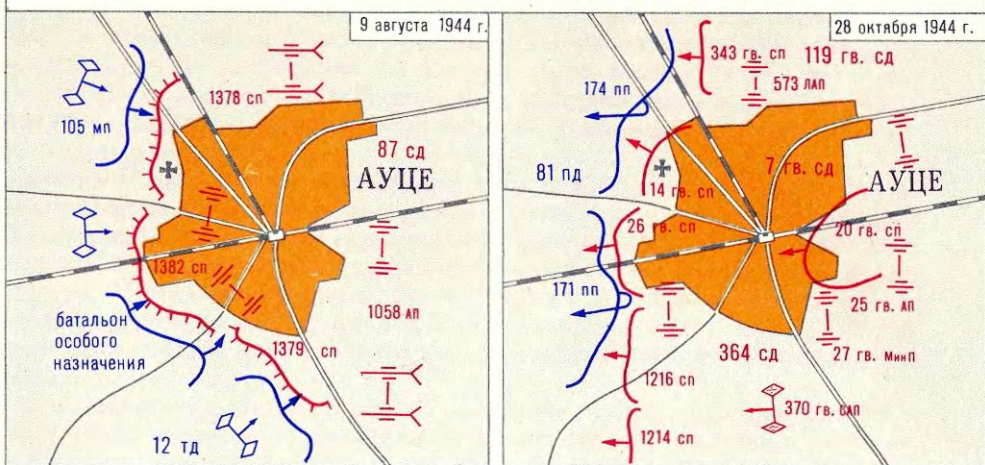 9 августа 1944 г.
1378 сп
105 мп
87 сд
АУЦЕ
1382 сп
1058 АП
батальон
особого
назначения
1379 сп
12 тд
28 октября 1944 г.
343 гв. сп
119 гв. сд
573 ЛАП
174 пп
7 гв. сд
81 пд
АУЦЕ
14 гв. сп
26 гв. сп
20 гв. сп
171 пп
25 гв. АП
364 сд
27 гв. Минп
1216 сп
370 гв. САП
1214 сп